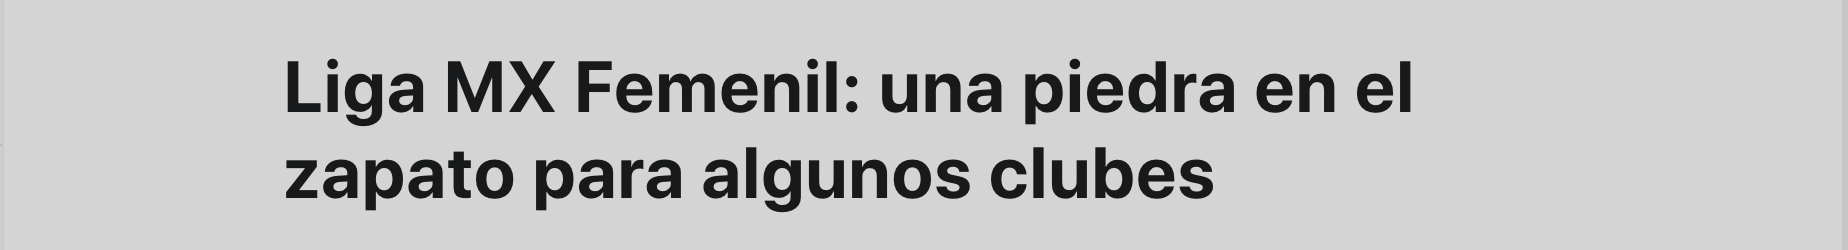 Liga MX Femenil: una piedra en el
zapato para algunos clubes